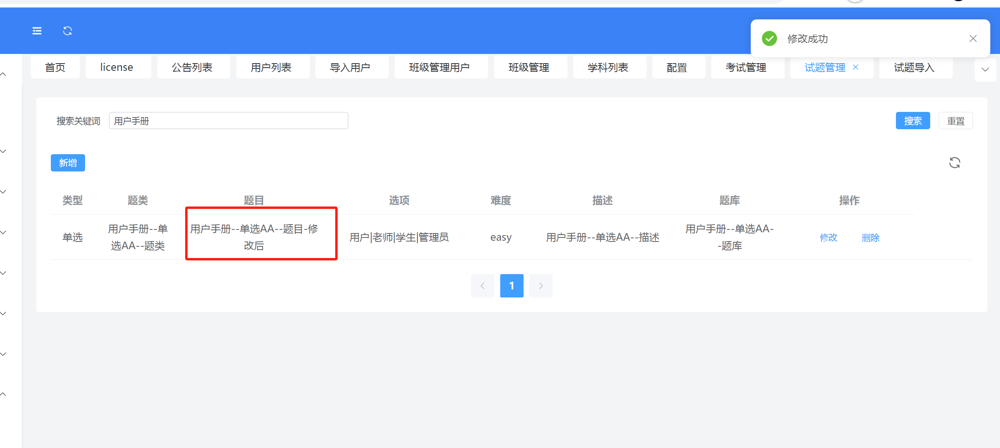 修改成功
首页 license 公告列表 用户列表 导入用户 班级管理用户 班级管理 学科列表 配置 考试管理 试题管理 试题导入
搜索关键词 用户手册 搜索 重置
新增
类型 题类 题目 选项 难度 描述 题库 操作
单选
用户手册--单
选AA--题类
用户手册--单选AA--题目-修
改后
用户|老师|学生|管理员
easy
用户手册--单选AA--描述
用户手册--单选AA-
-题库
修改 删除
1